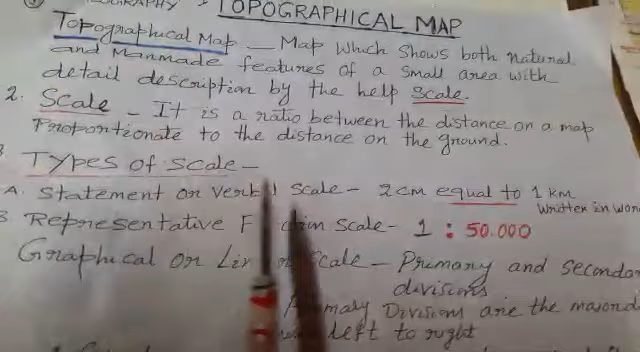 TOPOGRAPHICAL MAP
Topographical Map - Map which shows both natural
and Manmade features of a small area with
detail description by the help scale.
2. Scale - It is a ratio between the distance on a map
Proportionate to the distance on the ground.
Types of scale -
A. Statement or Verbal scale - 2cm equal to 1 km
written in
Representative F scale - 1 : 50.000
Graphical or scale - Primary and
divisions
Divisions are the
left to right